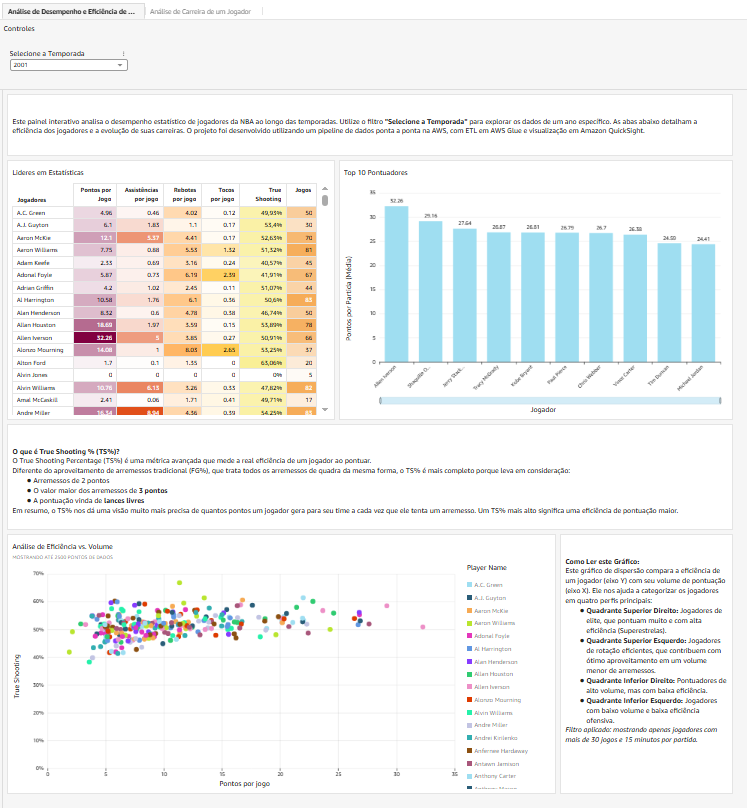 Análise de Desempenho e Eficiência de ...
Análise de Carreira de um Jogador
Controles
Selecione a Temporada
2001
Este painel interativo analisa o desempenho estatístico de jogadores da NBA ao longo das temporadas. Utilize o filtro "Selecione a Temporada" para explorar os dados de um ano específico. As abas abaixo detalham a
eficiência dos jogadores e a evolução de suas carreiras. O projeto foi desenvolvido utilizando um pipeline de dados ponta a ponta na AWS, com ETL em AWS Glue e visualização em Amazon QuickSight.
Líderes em Estatísticas
Jogadores Pontos por Jogo Assistências por jogo Rebotes por jogo Tocos por jogo True Shooting Jogos
A.C. Green 4.96 0.46 4.02 0.12 49,93% 50
A.J. Guyton 6.1 1.83 1.1 0.17 53,4% 30
Aaron McKie 12.1 5.37 4.41 0.17 52,63% 70
Aaron Williams 7.75 0.88 5.53 1.32 51,32% 81
Adam Keefe 2.33 0.69 3.16 0.24 40,57% 45
Adonal Foyle 5.87 0.73 6.19 2.39 41,91% 67
Adrian Griffin 4.2 1.02 2.45 0.11 51,07% 44
Al Harrington 10.58 1.76 6.1 0.36 50,6% 83
Alan Henderson 8.32 0.6 4.78 0.38 46,74% 50
Allan Houston 18.69 1.97 3.59 0.15 53,89% 78
Allen Iverson 32.26 5 3.85 0.27 50,91% 66
Alonzo Mourning 14.08 1 8.03 2.65 53,25% 37
Alton Ford 1.7 0.1 1.35 0 63,06% 20
Alvin Jones 0 0 0 0 0% 5
Alvin Williams 10.76 6.13 3.26 0.33 47,82% 82
Amal McCaskill 2.41 0.06 1.71 0.41 49,71% 17
Andre Miller 16.54 8.94 4.36 0.39 54,25% 83
Top 10 Pontuadores
Pontos por Partida (Média)
35
30
25
20
15
10
5
0
32.26
29.16
27.64
26.87
26.81
26.79
26.7
26.38
24.59
24.41
Allen Iverson
Shaquille O...
Jerry Stack...
Tracy McGrady
Kobe Bryant
Paul Pierce
Chris Webber
Vince Carter
Tim Duncan
Michael Jordan
Jogador
O que é True Shooting % (TS%)?
O True Shooting Percentage (TS%) é uma métrica avançada que mede a real eficiência de um jogador ao pontuar.
Diferente do aproveitamento de arremessos tradicional (FG%), que trata todos os arremessos de quadra da mesma forma, o TS% é mais completo porque leva em consideração:
• Arremessos de 2 pontos
• O valor maior dos arremessos de 3 pontos
• A pontuação vinda de lances livres
Em resumo, o TS% nos dá uma visão muito mais precisa de quantos pontos um jogador gera para seu time a cada vez que ele tenta um arremesso. Um TS% mais alto significa uma eficiência de pontuação maior.
Análise de Eficiência vs. Volume
MOSTRANDO ATÉ 2500 PONTOS DE DADOS
True Shooting
70%
60%
50%
40%
30%
20%
10%
0%
0 5 10 15 20 25 30 35
Pontos por jogo
Player Name
A.C. Green
A.J. Guyton
Aaron McKie
Aaron Williams
Adonal Foyle
Al Harrington
Alan Henderson
Allan Houston
Allen Iverson
Alonzo Mourning
Alvin Williams
Andre Miller
Andrei Kirilenko
Anfernee Hardaway
Antawn Jamison
Anthony Carter
Como Ler este Gráfico:
Este gráfico de dispersão compara a eficiência de
um jogador (eixo Y) com seu volume de pontuação
(eixo X). Ele nos ajuda a categorizar os jogadores
em quatro perfis principais:
• Quadrante Superior Direito: Jogadores de
elite, que pontuam muito e com alta
eficiência (Superestrelas).
• Quadrante Superior Esquerdo: Jogadores
de rotação eficientes, que contribuem com
ótimo aproveitamento em um volume
menor de arremessos.
• Quadrante Inferior Direito: Pontuadores de
alto volume, mas com baixa eficiência.
• Quadrante Inferior Esquerdo: Jogadores
com baixo volume e baixa eficiência
ofensiva.
Filtro aplicado: mostrando apenas jogadores com
mais de 30 jogos e 15 minutos por partida.